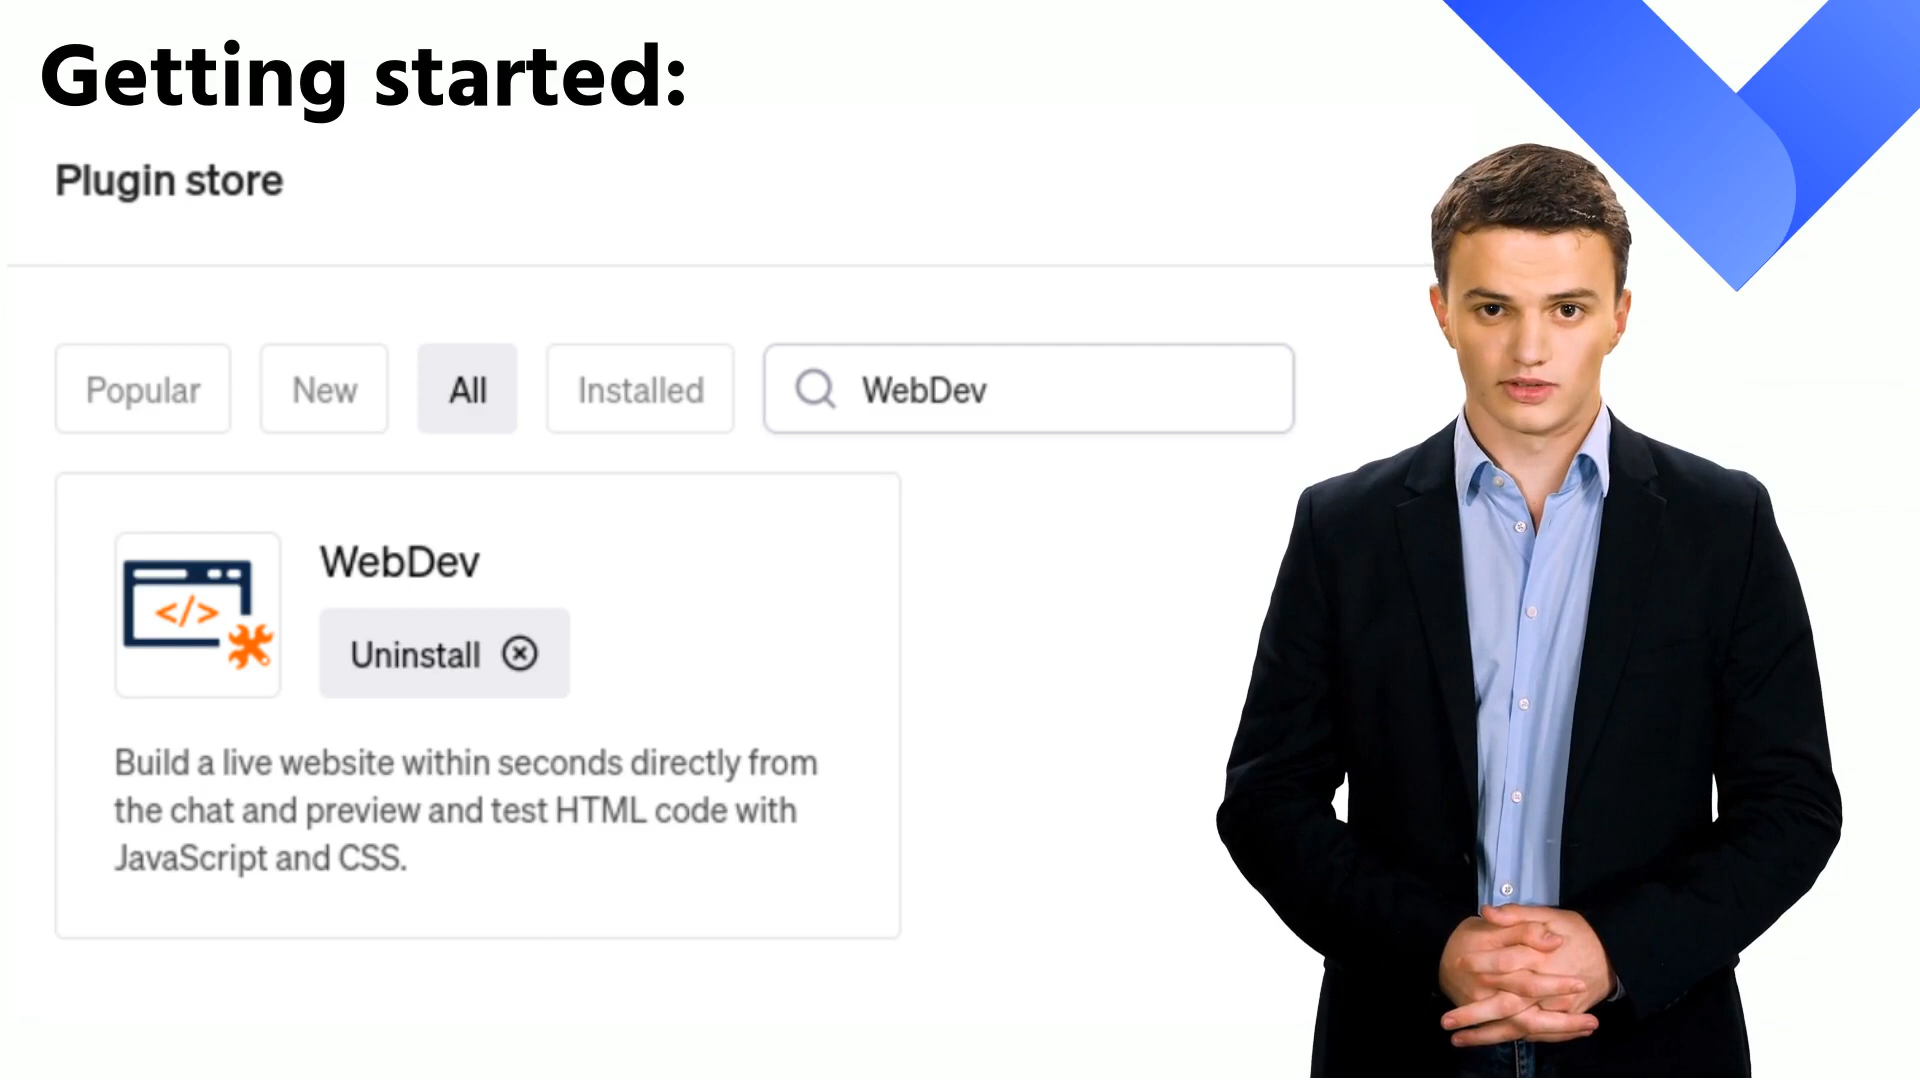 Getting started:
Plugin store
Popular
New
All
Installed
WebDev
</>
WebDev
Uninstall
Build a live website within seconds directly from
the chat and preview and test HTML code with
JavaScript and CSS.